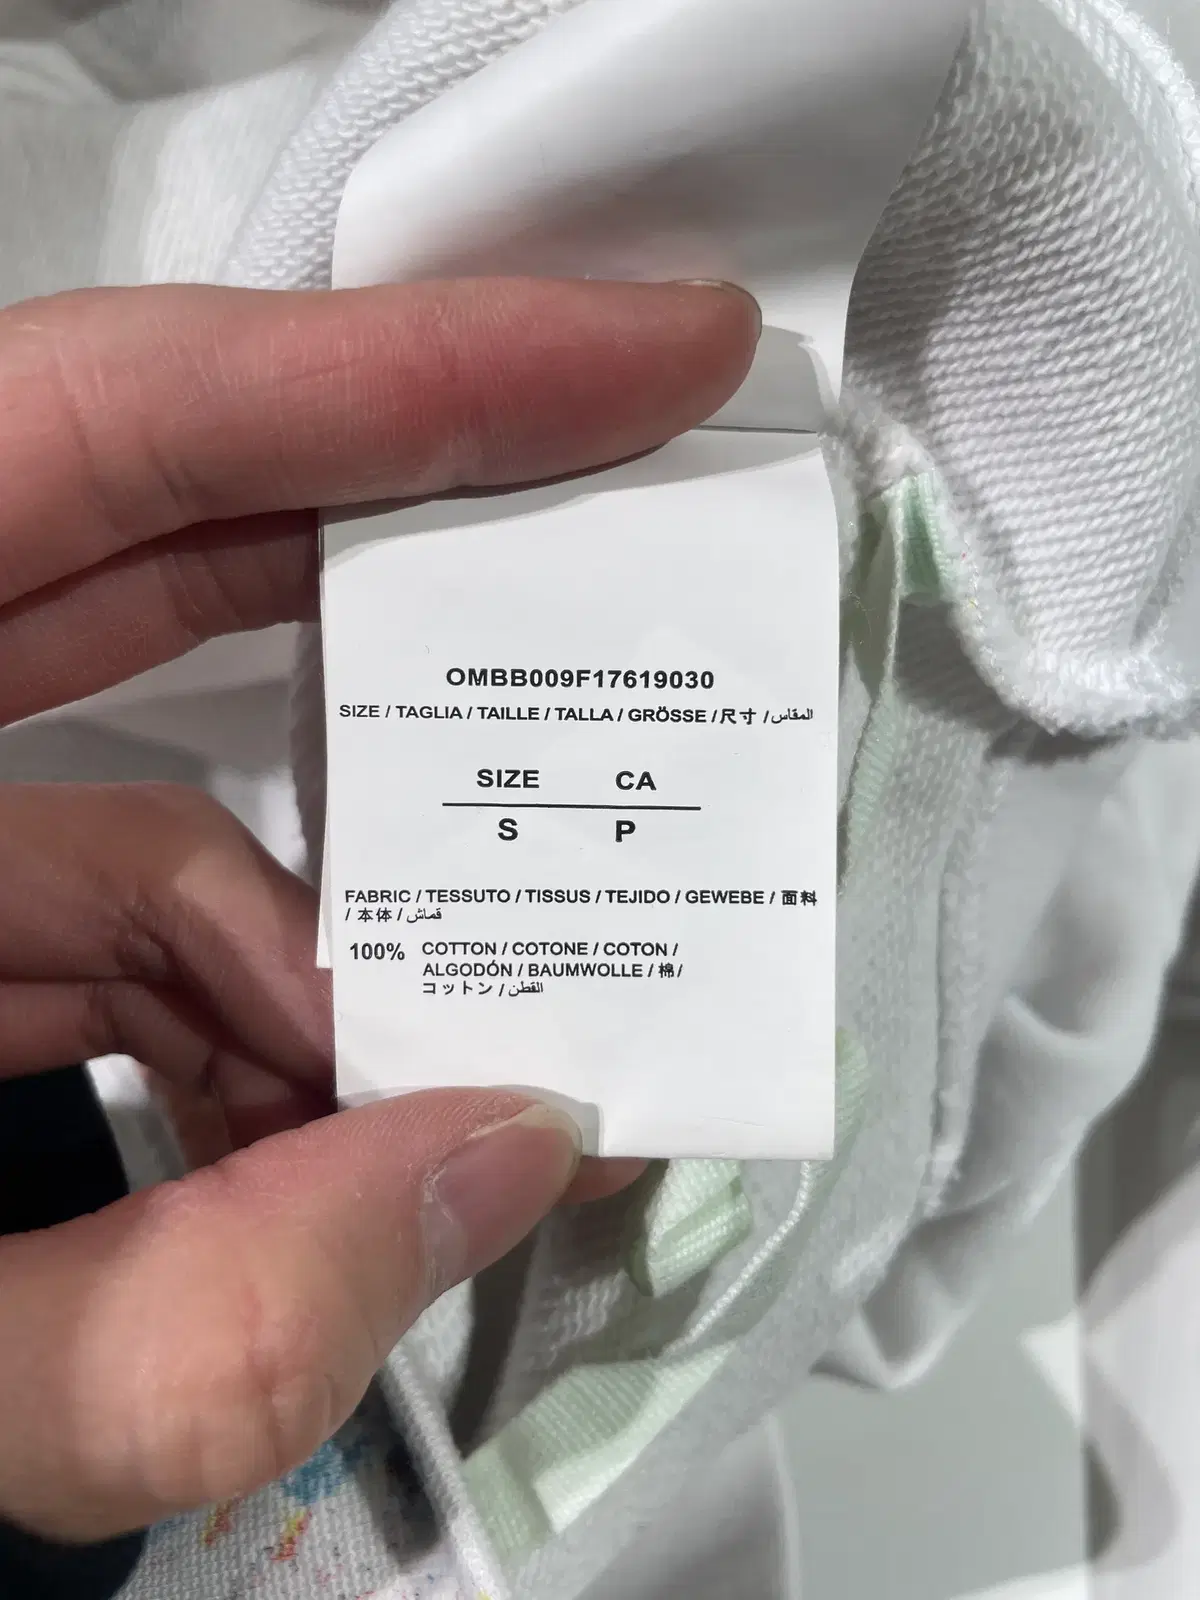 OMBB009F17619030
SIZE / TAGLIA / TAILLE / TALLA / GRÖSSE / 尺寸 / المقاس
SIZE CA
S P
FABRIC / TESSUTO / TISSUS / TEJIDO / GEWEBE / 面料
/ 本体 / قماش
100% COTTON / COTONE / COTON /
ALGODÓN / BAUMWOLLE / 棉 /
コットン / القطن